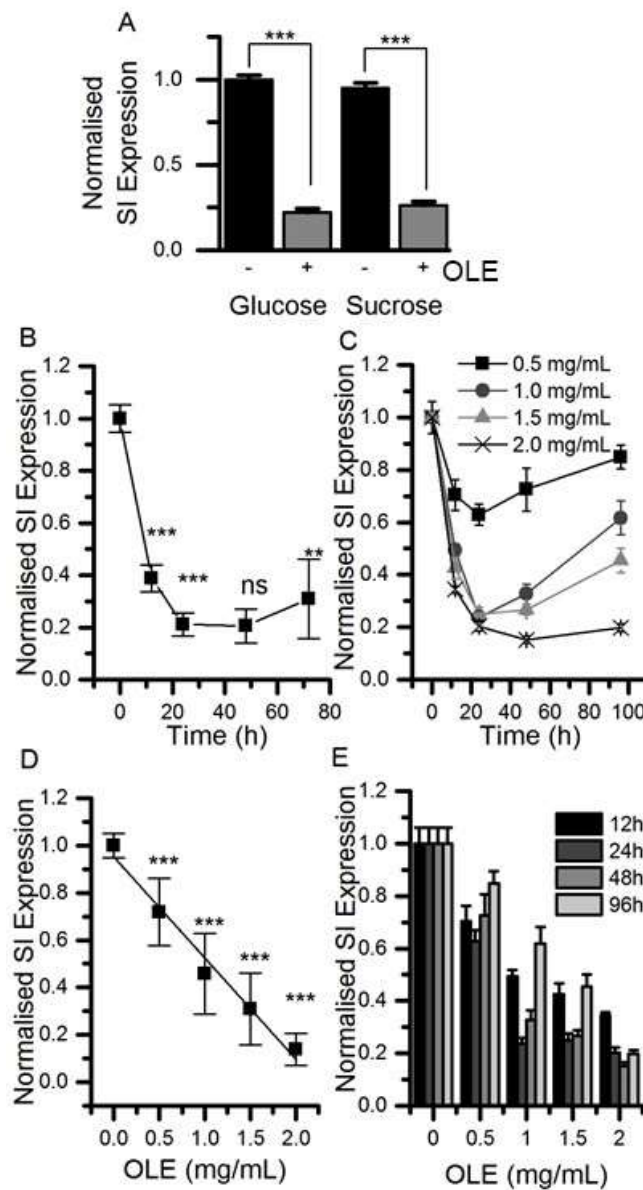 A
*** ***
Normalised
SI Expression
1.0
0.5
0.0
- + - + OLE
Glucose Sucrose
B
Normalised SI Expression
1.2
1.0
0.8
0.6
0.4
0.2
0.0
***
***
ns
**
0 20 40 60 80
Time (h)
C
Normalised SI Expression
1.2
1.0
0.8
0.6
0.4
0.2
0.0
0.5 mg/mL
1.0 mg/mL
1.5 mg/mL
2.0 mg/mL
0 20 40 60 80 100
Time (h)
D
Normalised SI Expression
1.2
1.0
0.8
0.6
0.4
0.2
0.0
***
***
***
***
0.0 0.5 1.0 1.5 2.0
OLE (mg/mL)
E
Normalised SI Expression
1.2
1.0
0.8
0.6
0.4
0.2
0.0
12h
24h
48h
96h
0 0.5 1 1.5 2
OLE (mg/mL)